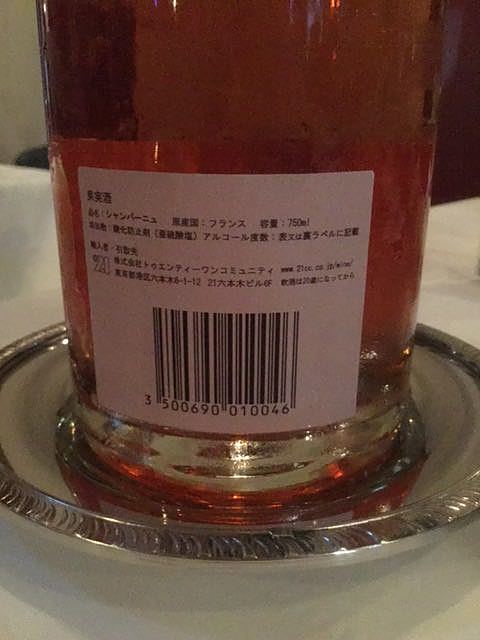 果実酒
品名：シャンパーニュ 原産国：フランス 容量：750ml
添加物：酸化防止剤（亜硫酸塩）アルコール度数：表又は裏ラベルに記載
輸入者・引取先
21 株式会社トゥエンティーワンコミュニティ www.21cc.co.jp/wine/
東京都港区六本木6-1-12 21六本木ビル6F 飲酒は20歳になってから
3 500690 010046